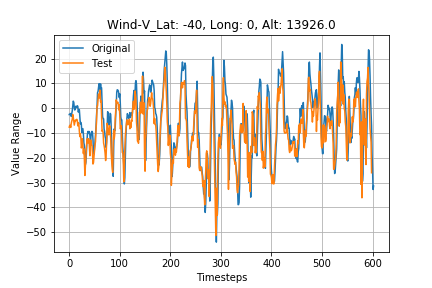 Wind-V_Lat: -40, Long: 0, Alt: 13926.0
Original
Test
Value Range
20
10
0
−10
−20
−30
−40
−50
0 100 200 300 400 500 600
Timesteps